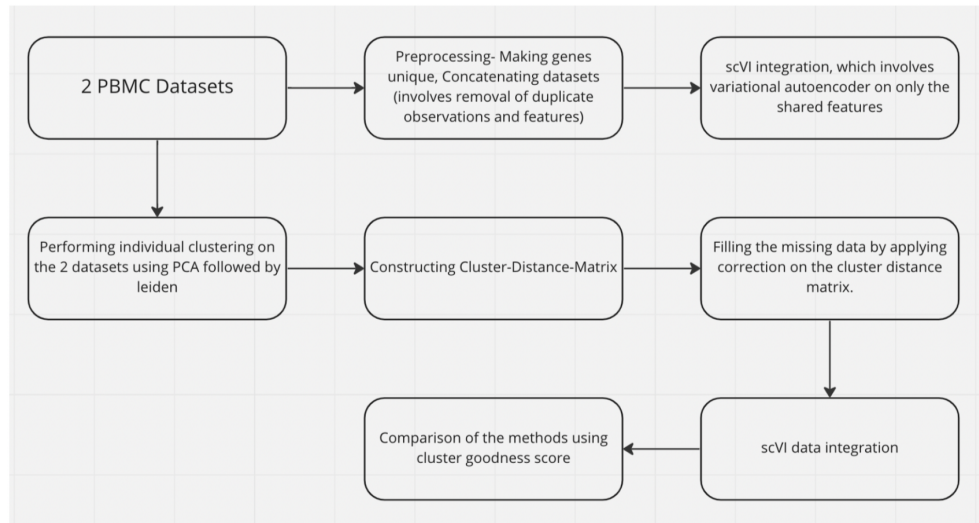 2 PBMC Datasets
Preprocessing- Making genes
unique, Concatenating datasets
(involves removal of duplicate
observations and features)
scVI integration, which involves
variational autoencoder on only the
shared features
Performing individual clustering on
the 2 datasets using PCA followed by
leiden
Constructing Cluster-Distance-Matrix
Filling the missing data by applying
correction on the cluster distance
matrix.
Comparison of the methods using
cluster goodness score
scVI data integration